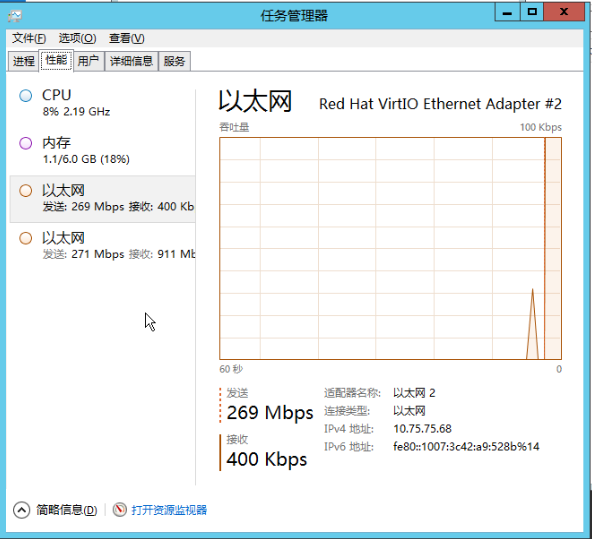 任务管理器
文件(F) 选项(O) 查看(V)
进程 性能 用户 详细信息 服务
CPU
8% 2.19 GHz
内存
1.1/6.0 GB (18%)
以太网
发送: 269 Mbps 接收: 400 Kb
以太网
发送: 271 Mbps 接收: 911 Mb
以太网 Red Hat VirtIO Ethernet Adapter #2
吞吐量 100 Kbps
60 秒 0
发送
269 Mbps
接收
400 Kbps
适配器名称: 以太网 2
连接类型: 以太网
IPv4 地址: 10.75.75.68
IPv6 地址: fe80::1007:3c42:a9:528b%14
简略信息(D) 打开资源监视器